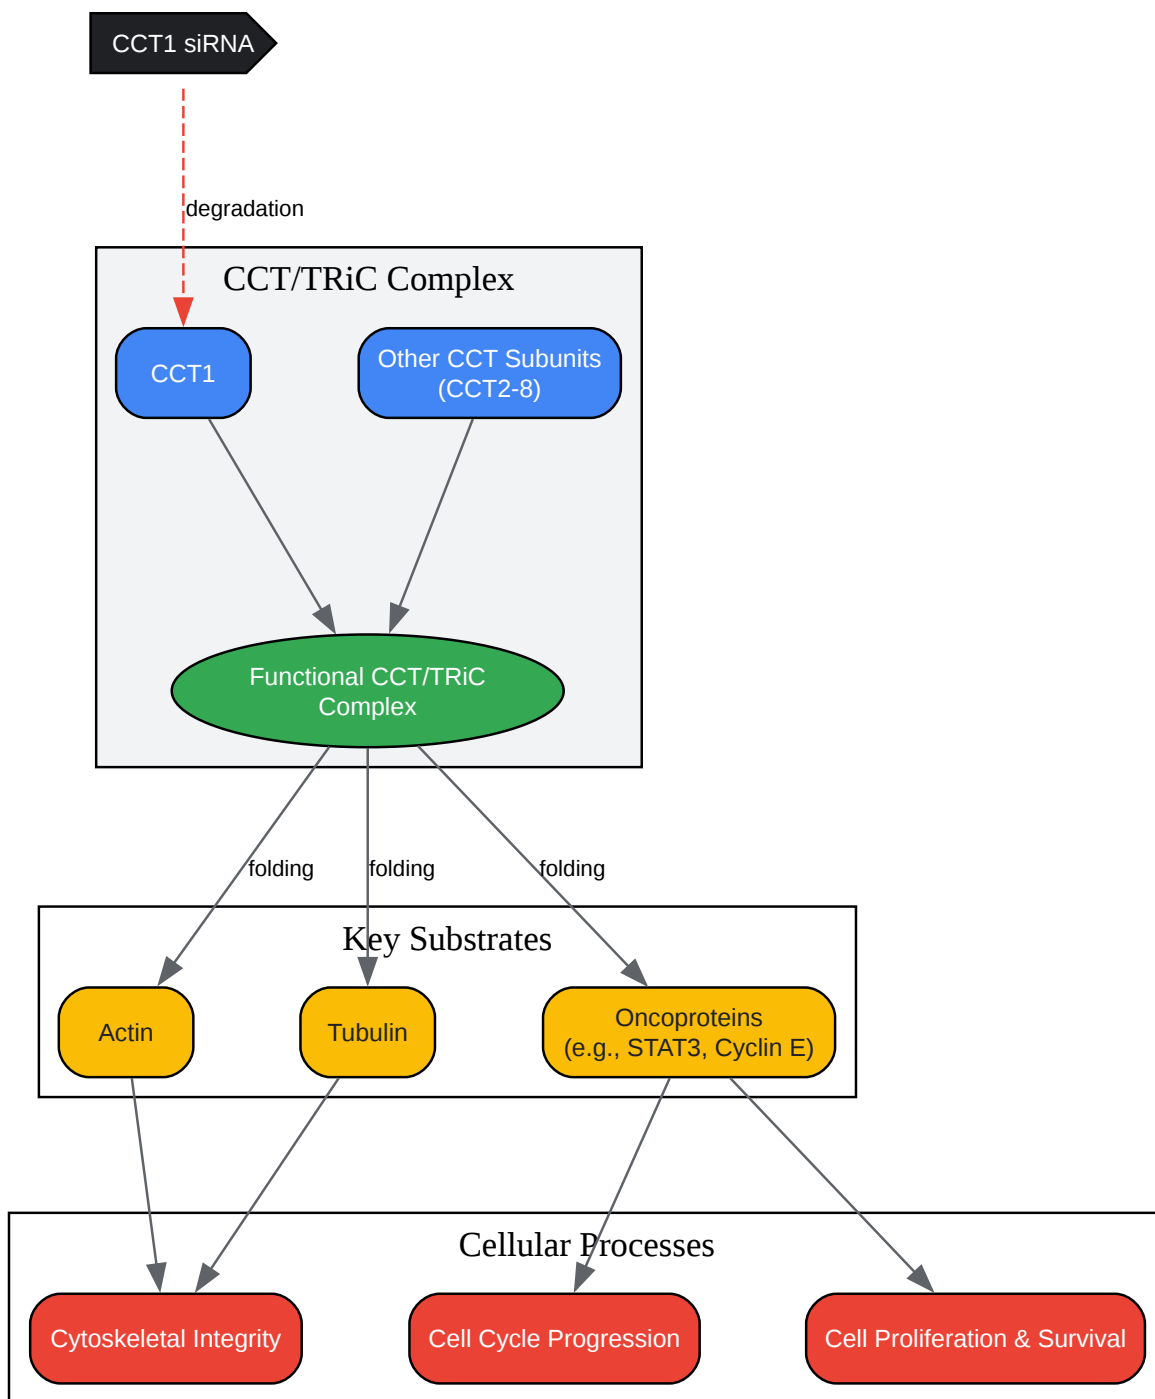 CCT1 siRNA
degradation
CCT/TRiC Complex
CCT1
Other CCT Subunits
(CCT2-8)
Functional CCT/TRiC
Complex
folding
folding
folding
Key Substrates
Actin
Tubulin
Oncoproteins
(e.g., STAT3, Cyclin E)
Cellular Processes
Cytoskeletal Integrity
Cell Cycle Progression
Cell Proliferation & Survival